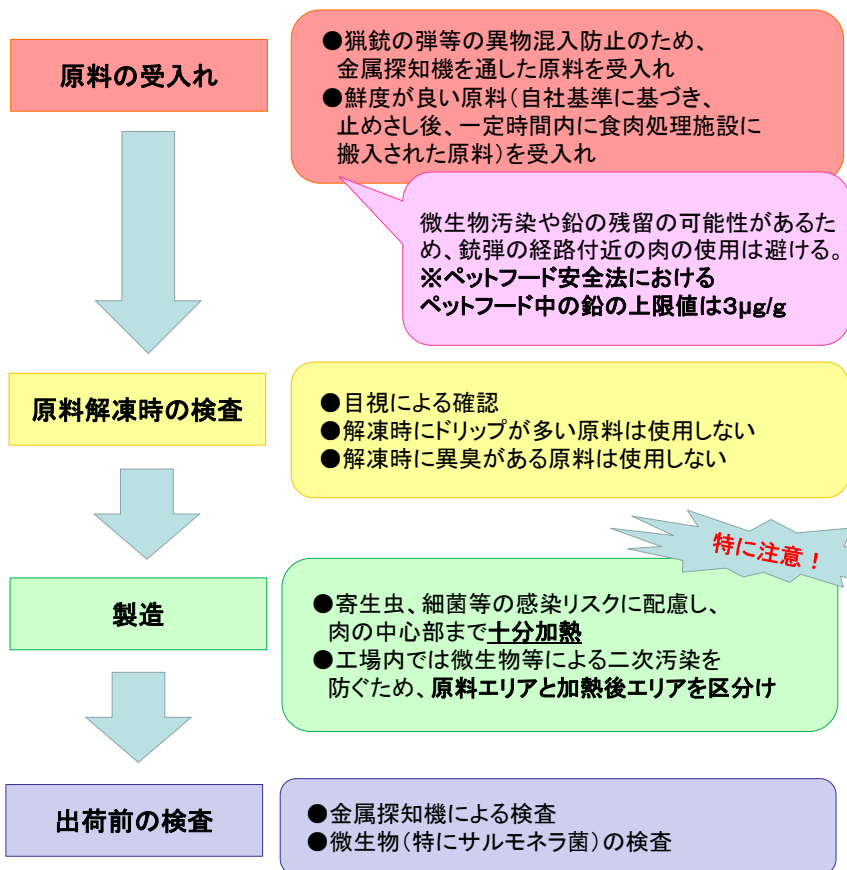 原料の受入れ
●猟銃の弾等の異物混入防止のため、
金属探知機を通した原料を受入れ
●鮮度が良い原料(自社基準に基づき、
止めさし後、一定時間内に食肉処理施設に
搬入された原料)を受入れ
微生物汚染や鉛の残留の可能性があるた
め、銃弾の経路付近の肉の使用は避ける。
※ペットフード安全法における
ペットフード中の鉛の上限値は3μg/g
原料解凍時の検査
●目視による確認
●解凍時にドリップが多い原料は使用しない
●解凍時に異臭がある原料は使用しない
特に注意!
製造
●寄生虫、細菌等の感染リスクに配慮し、
肉の中心部まで十分加熱
●工場内では微生物等による二次汚染を
防ぐため、原料エリアと加熱後エリアを区分け
出荷前の検査
●金属探知機による検査
●微生物(特にサルモネラ菌)の検査